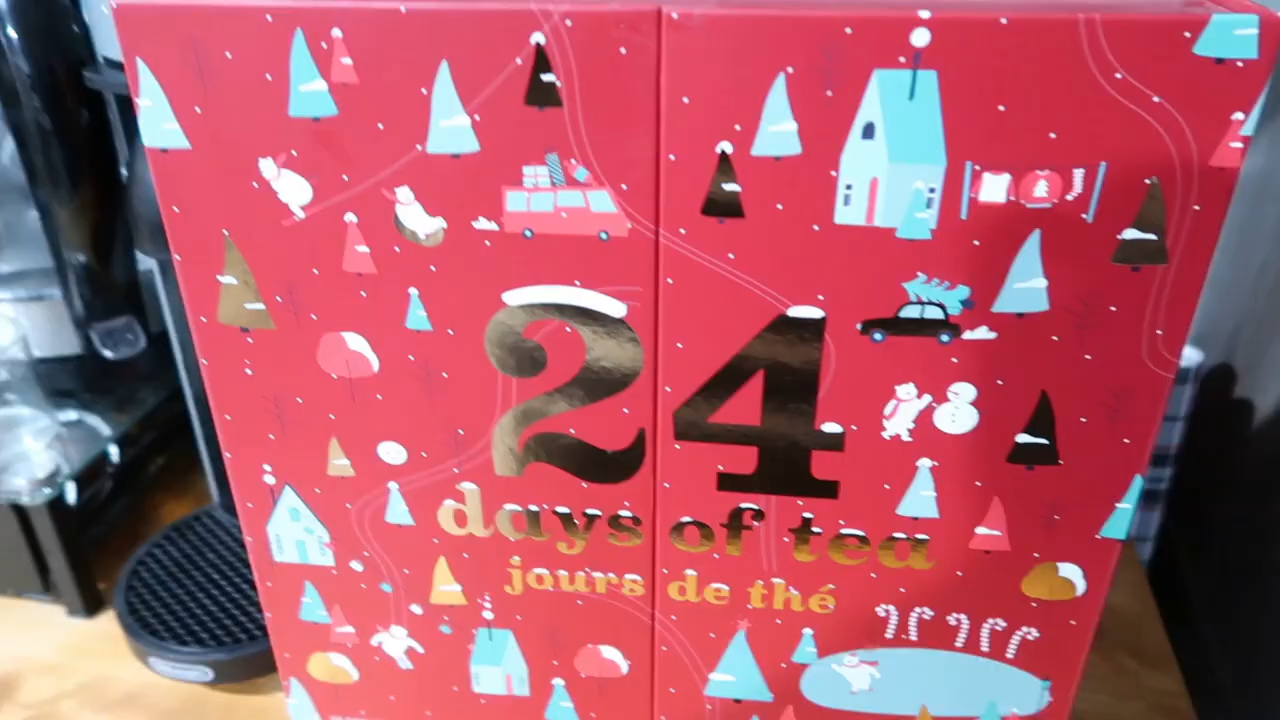 24
days of tea
jours de thé